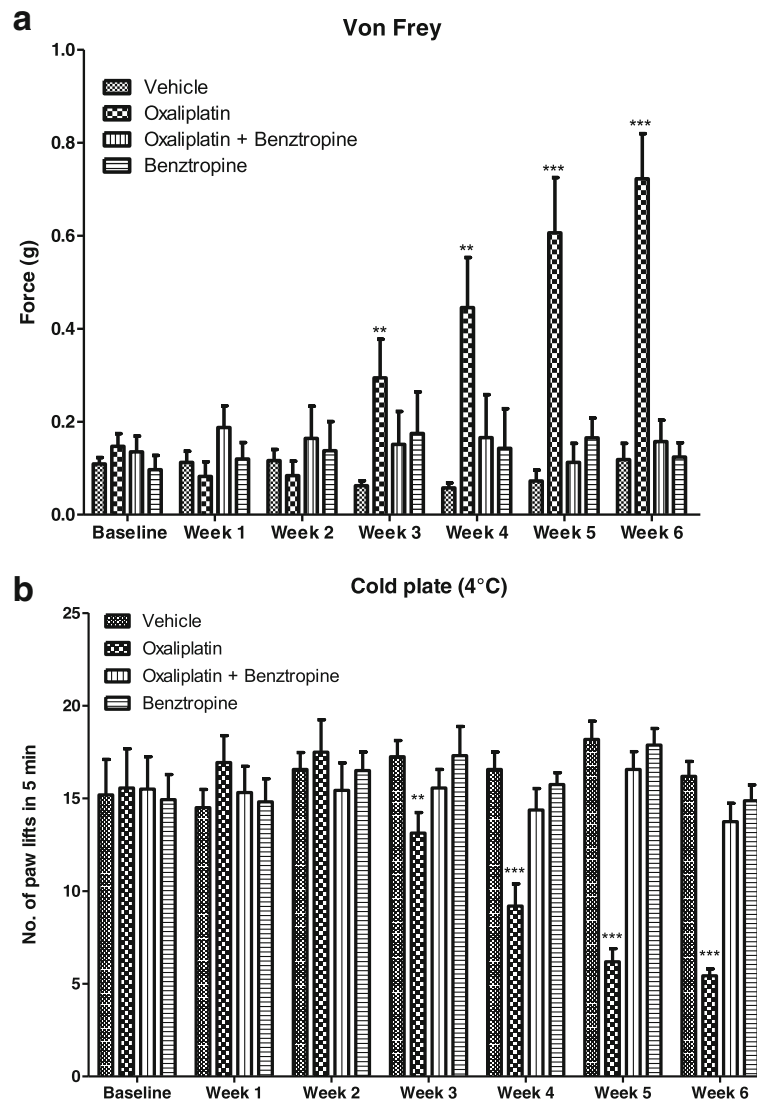 a
Von Frey
1.0
0.8
0.6
0.4
0.2
0.0
Force (g)
Vehicle
Oxaliplatin
Oxaliplatin + Benztropine
Benztropine
**
**
***
***
Baseline Week 1 Week 2 Week 3 Week 4 Week 5 Week 6
b
Cold plate (4°C)
25
20
15
10
5
0
No. of paw lifts in 5 min
Vehicle
Oxaliplatin
Oxaliplatin + Benztropine
Benztropine
**
***
***
***
Baseline Week 1 Week 2 Week 3 Week 4 Week 5 Week 6